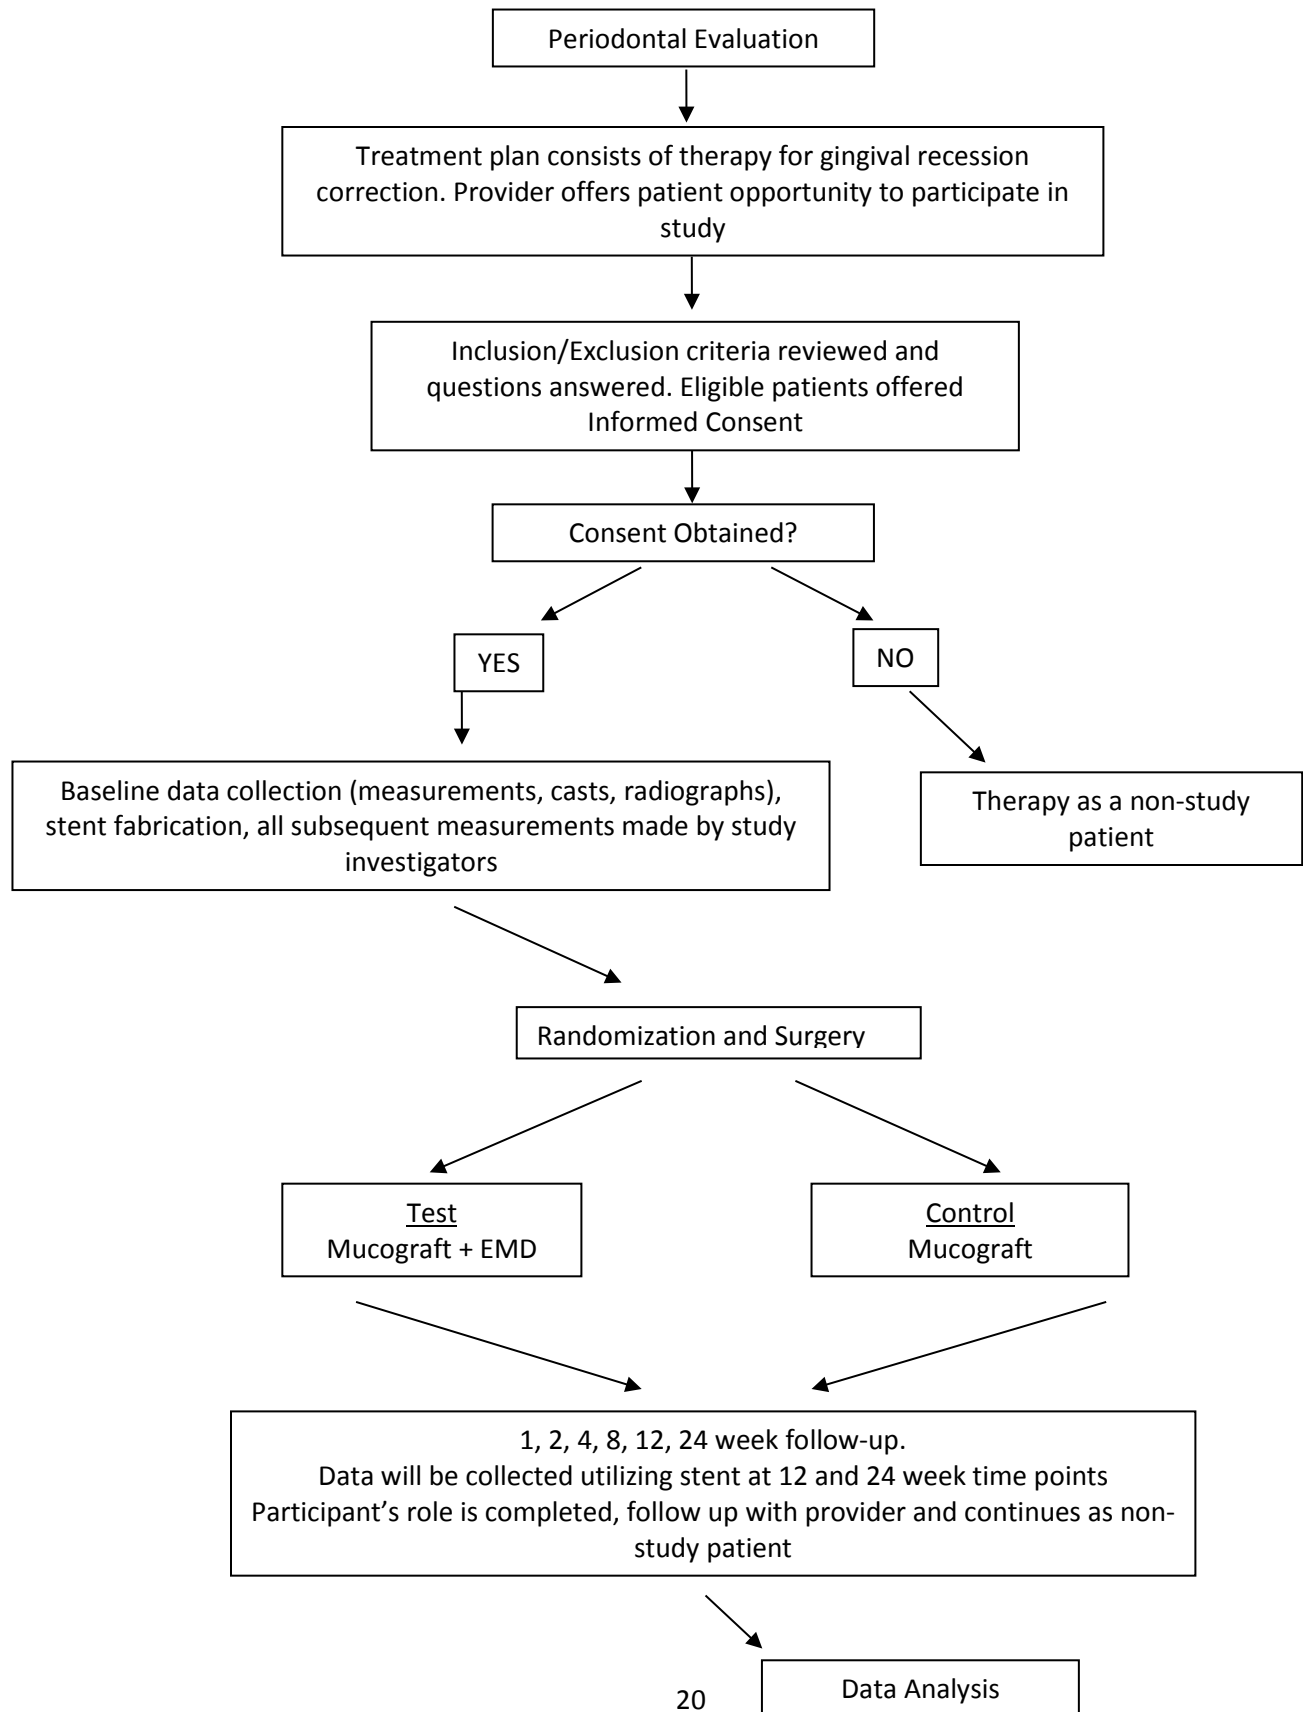 Periodontal Evaluation
Treatment plan consists of therapy for gingival recession
correction. Provider offers patient opportunity to participate in
study
Inclusion/Exclusion criteria reviewed and
questions answered. Eligible patients offered
Informed Consent
Consent Obtained?
YES
NO
Baseline data collection (measurements, casts, radiographs),
stent fabrication, all subsequent measurements made by study
investigators
Therapy as a non-study
patient
Randomization and Surgery
Test
Mucograft + EMD
Control
Mucograft
1, 2, 4, 8, 12, 24 week follow-up.
Data will be collected utilizing stent at 12 and 24 week time points
Participant’s role is completed, follow up with provider and continues as non-
study patient
Data Analysis
20